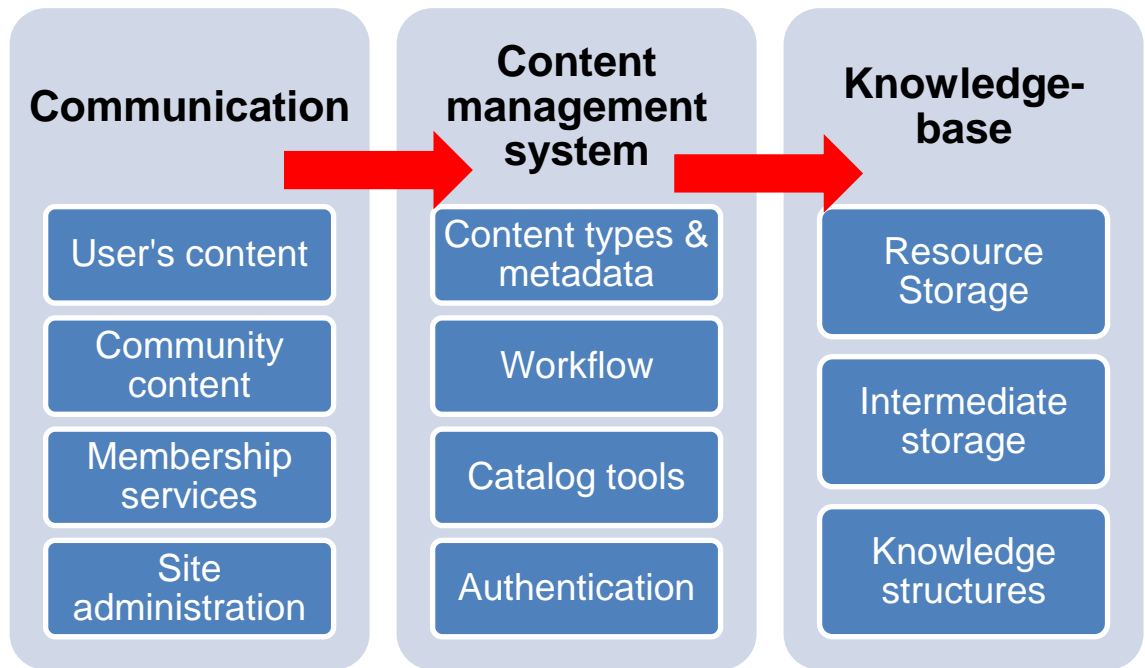 Communication
User's content
Community
content
Membership
services
Site
administration
Content
management
system
Content types &
metadata
Workflow
Catalog tools
Authentication
Knowledge-
base
Resource
Storage
Intermediate
storage
Knowledge
structures